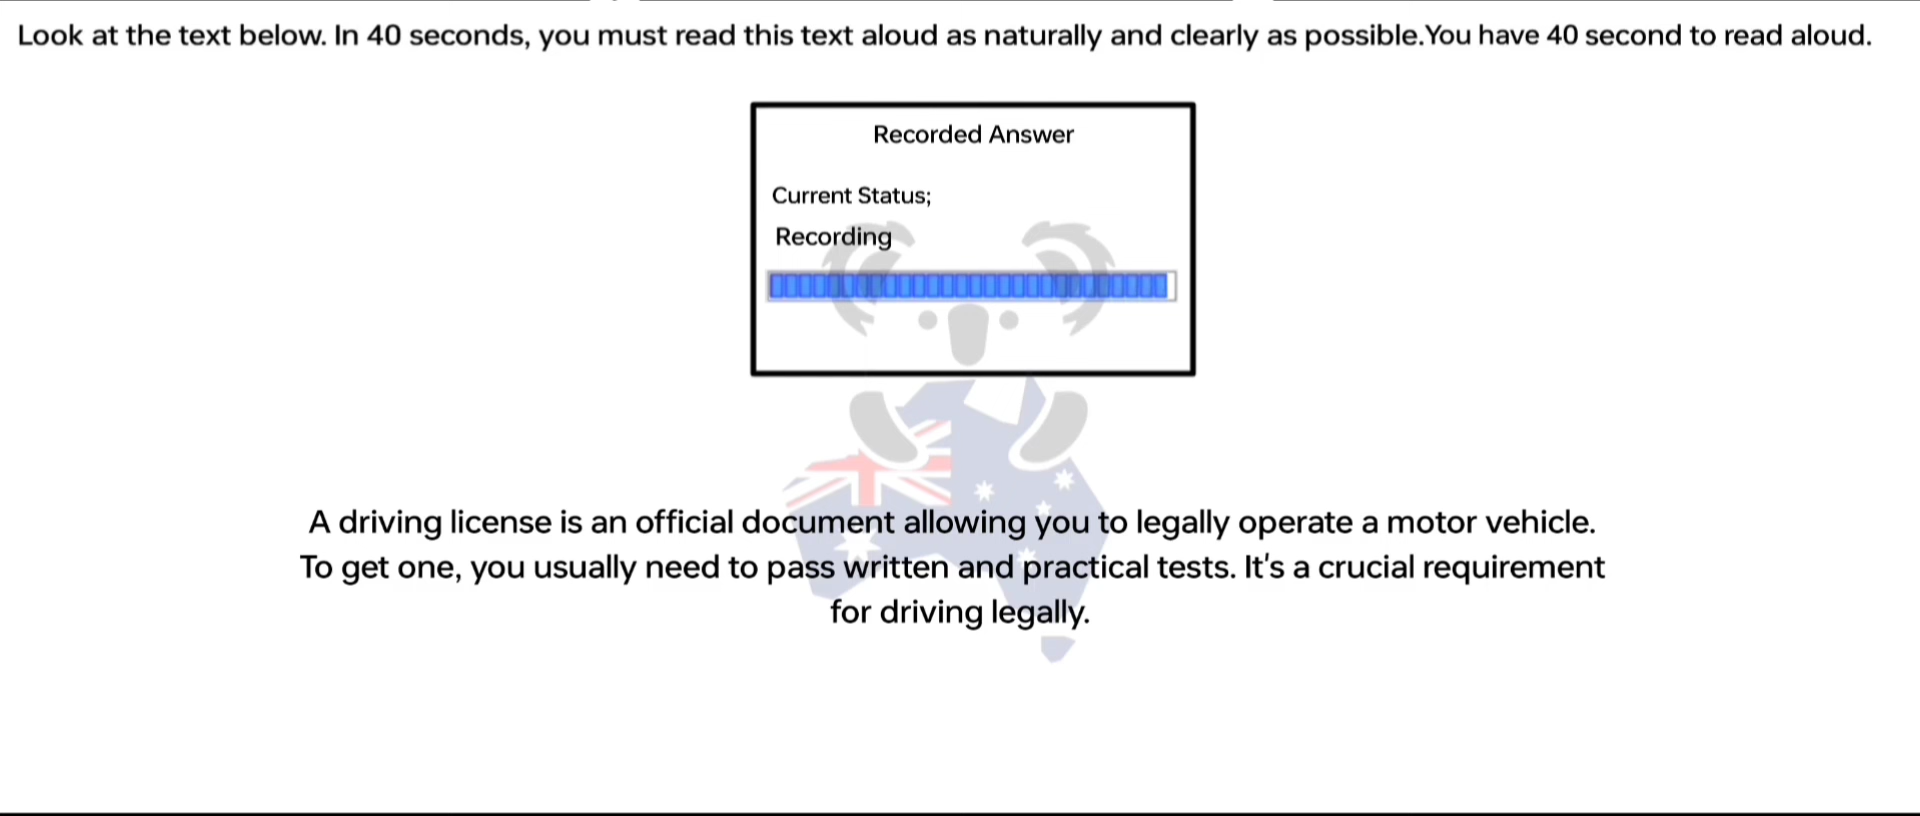 Look at the text below. In 40 seconds, you must read this text aloud as naturally and clearly as possible.You have 40 second to read aloud.
Recorded Answer
Current Status;
Recording
A driving license is an official document allowing you to legally operate a motor vehicle.
To get one, you usually need to pass written and practical tests. It's a crucial requirement
for driving legally.